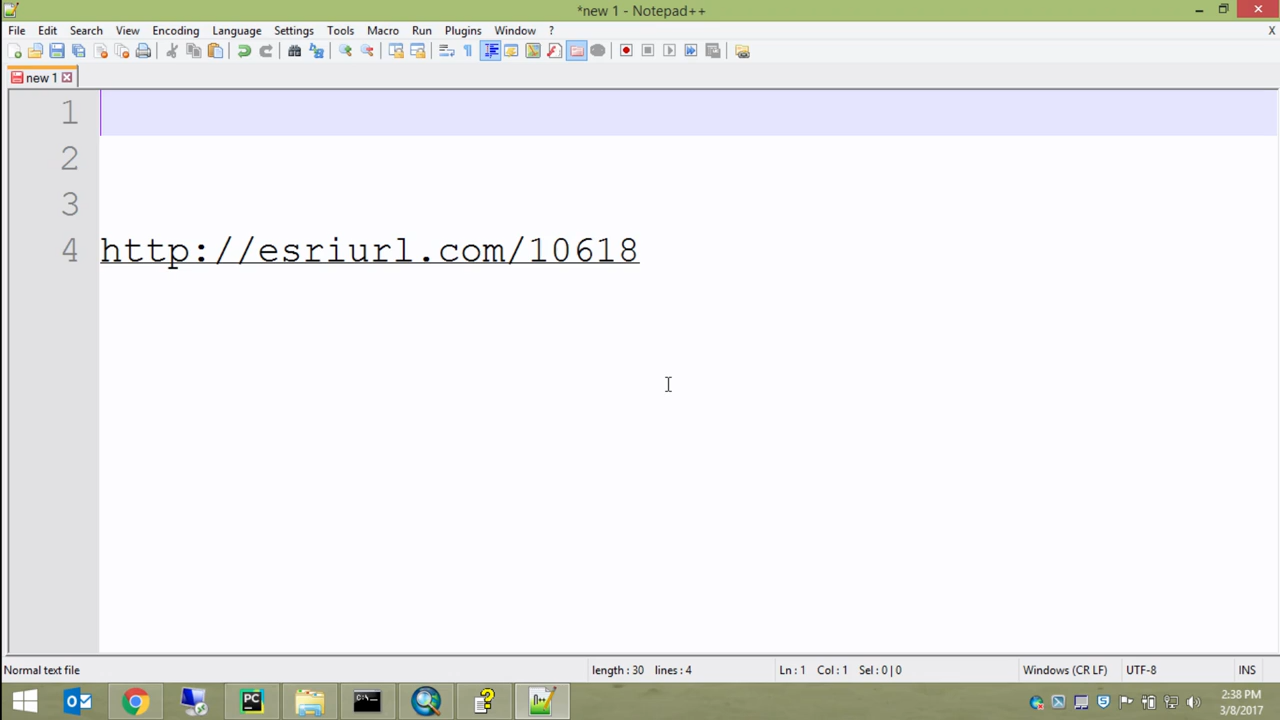 *new 1 - Notepad++
File Edit Search View Encoding Language Settings Tools Macro Run Plugins Window ? X
new 1
1
2
3
4 http://esriurl.com/10618
Normal text file length : 30 lines : 4 Ln : 1 Col : 1 Sel : 0 | 0 Windows (CR LF) UTF-8 INS
PC
2:38 PM
3/8/2017